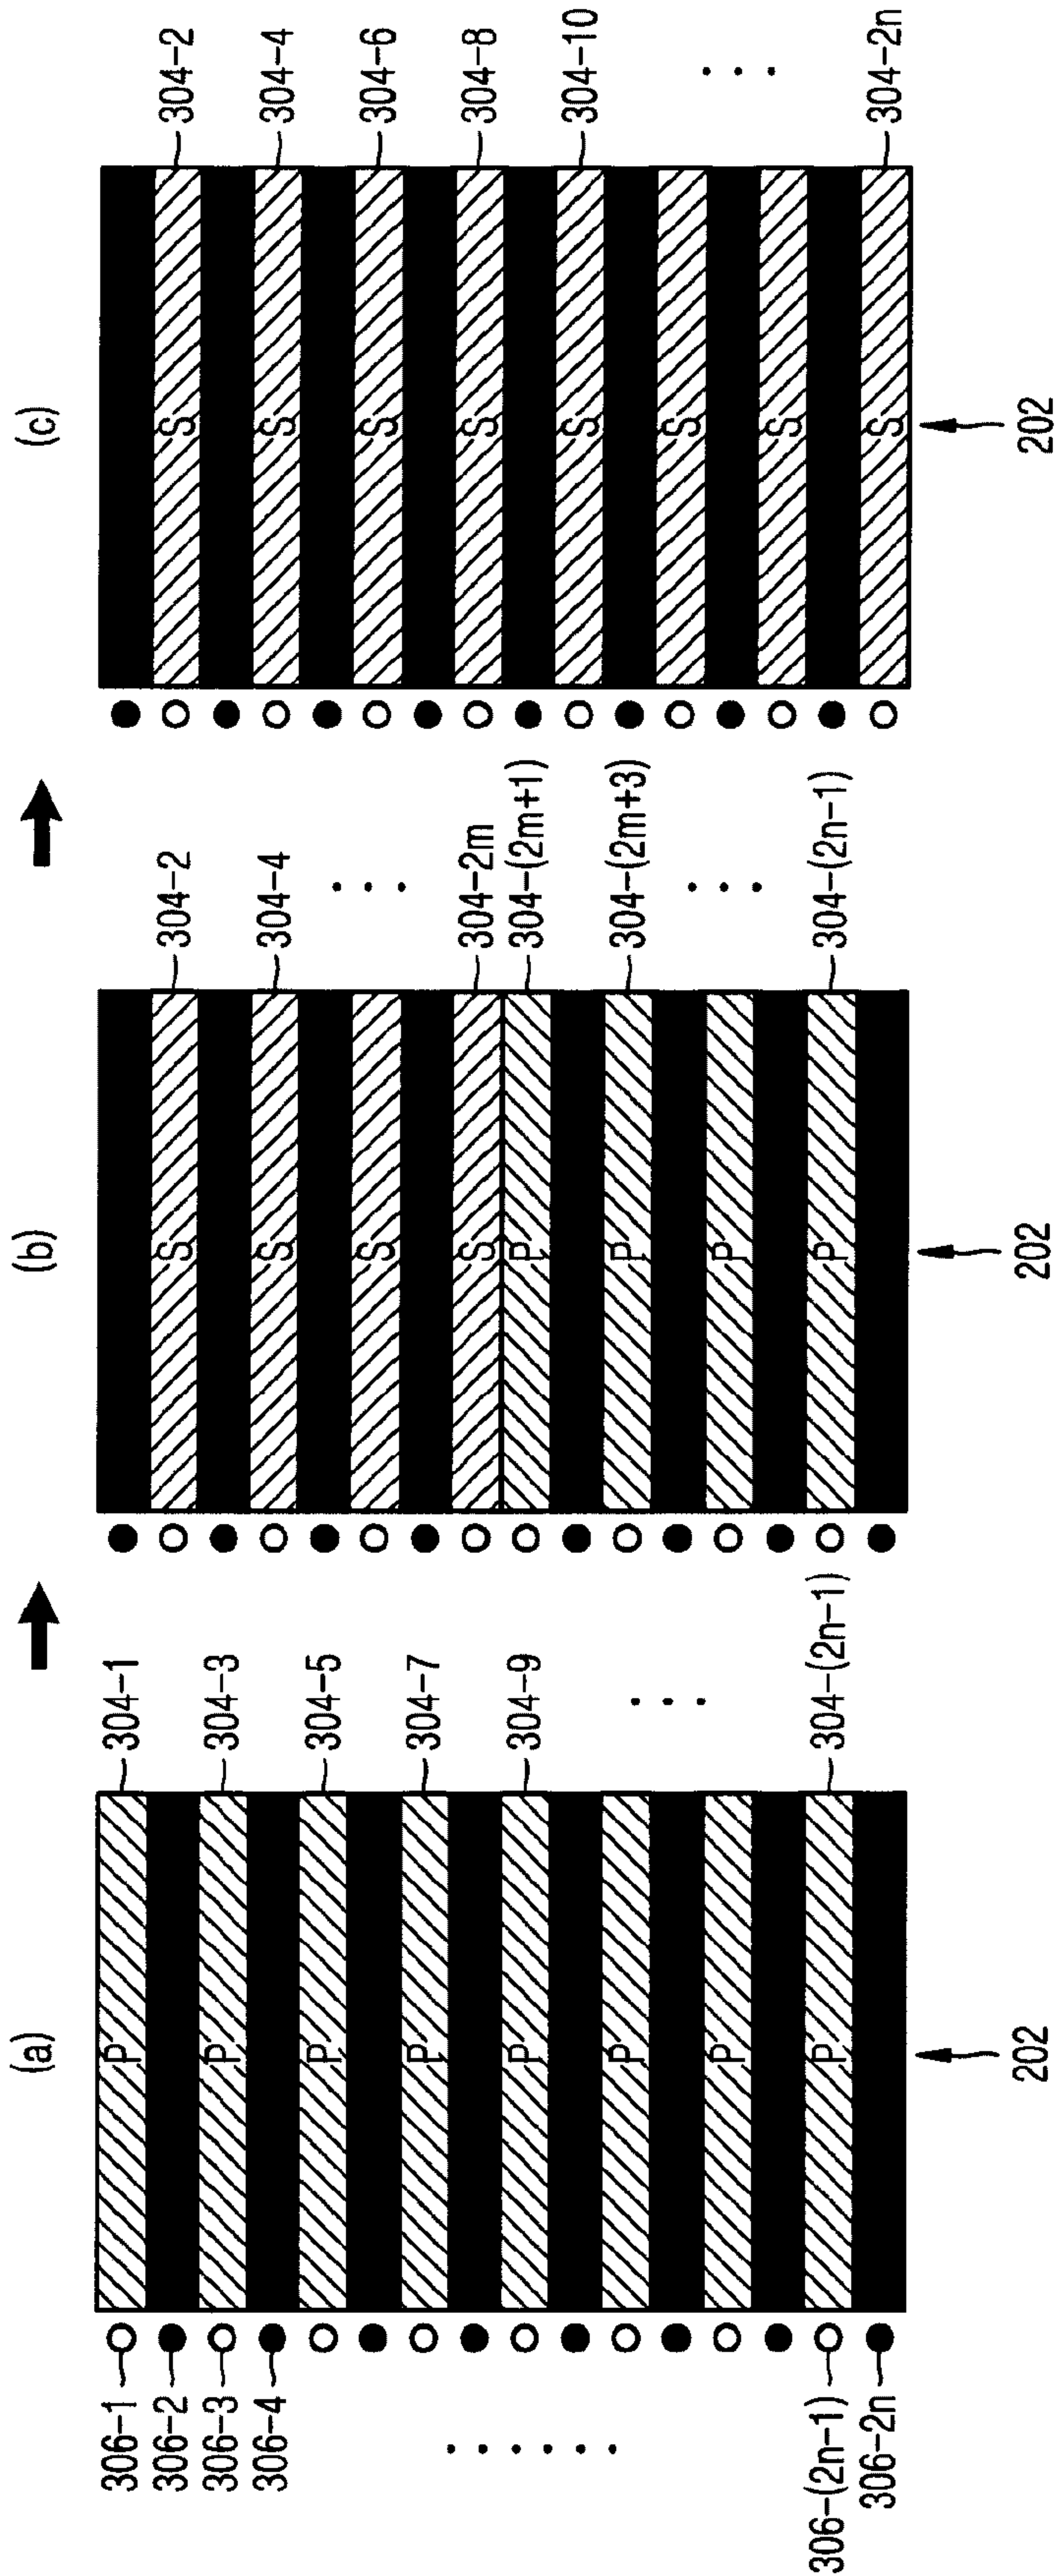 (a)
306-1
306-2
306-3
306-4
306-(2n-1)
306-2n
P
P
P
P
P
P
P
P
304-1
304-3
304-5
304-7
304-9
304-(2n-1)
202
(b)
S
S
S
S
P
P
P
P
304-2
304-4
304-2m
304-(2m+1)
304-(2m+3)
304-(2n-1)
202
(c)
S
S
S
S
S
S
S
S
304-2
304-4
304-6
304-8
304-10
304-2n
202